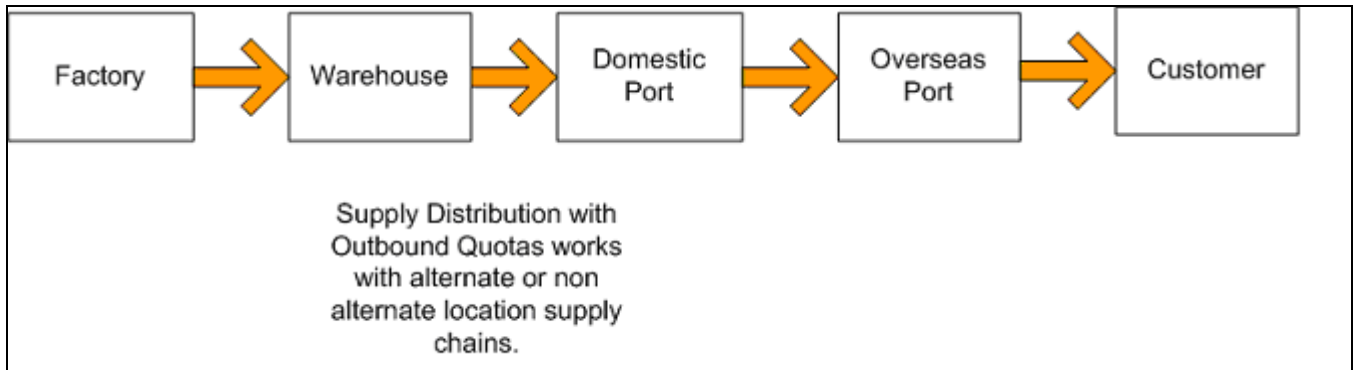 Factory
Warehouse
Domestic
Port
Overseas
Port
Customer
Supply Distribution with
Outbound Quotas works
with alternate or non
alternate location supply
chains.